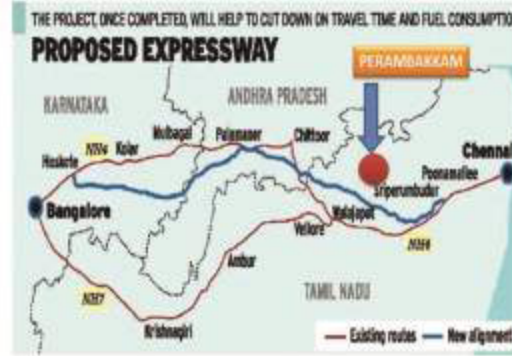 THE PROJECT, ONCE COMPLETED, WILL HELP TO CUT DOWN ON TRAVEL TIME AND FUEL CONSUMPTIO
PROPOSED EXPRESSWAY
PERAMBAKKAM
KARNATAKA
ANDHRA PRADESH
Mulbagal
Palamaner
Chittoor
NH4
Kolar
Hoskote
Chennai
Poonamallee
Sriperumbudur
Bangalore
Walajapet
Vellore
NH4
Ambur
TAMIL NADU
NH7
Krishnagiri
Existing routes
New alignment